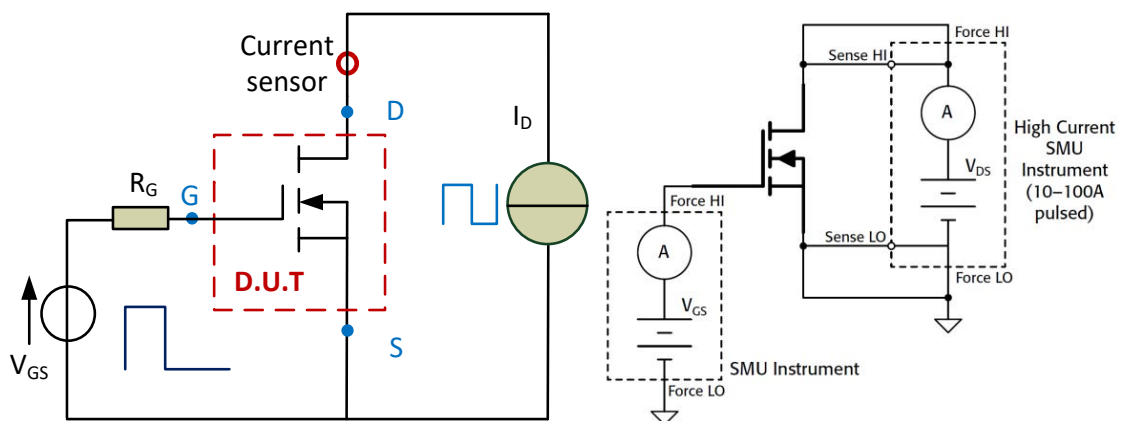 Current
sensor
D
I_D
R_G
G
D.U.T
V_GS
S
Force HI
Sense HI
A
V_DS
High Current
SMU
Instrument
(10–100A
pulsed)
Force HI
Sense LO
A
Force LO
V_GS
SMU Instrument
Force LO